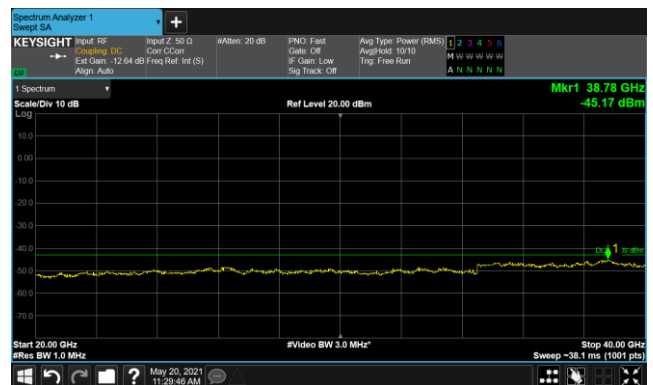 Spectrum Analyzer 1
Swept SA
KEYSIGHT
Input: RF
Coupling: DC
Ext Gain: -12.64 dB
Align: Auto
Input Z: 50 Ω
Corr CCorr
Freq Ref: Int (S)
#Atten: 20 dB
PNO: Fast
Gate: Off
IF Gain: Low
Sig Track: Off
Avg Type: Power (RMS)
Avg|Hold: 10/10
Trig: Free Run
1 2 3 4 5 6
M W W W W W
A N N N N N
1 Spectrum
Scale/Div 10 dB
Ref Level 20.00 dBm
Mkr1 38.78 GHz
-45.17 dBm
Log
10.0
0.00
-10.0
-20.0
-30.0
-40.0
-50.0
-60.0
-70.0
1
Start 20.00 GHz
#Res BW 1.0 MHz
#Video BW 3.0 MHz*
Stop 40.00 GHz
Sweep ~38.1 ms (1001 pts)
?
May 20, 2021
11:29:46 AM